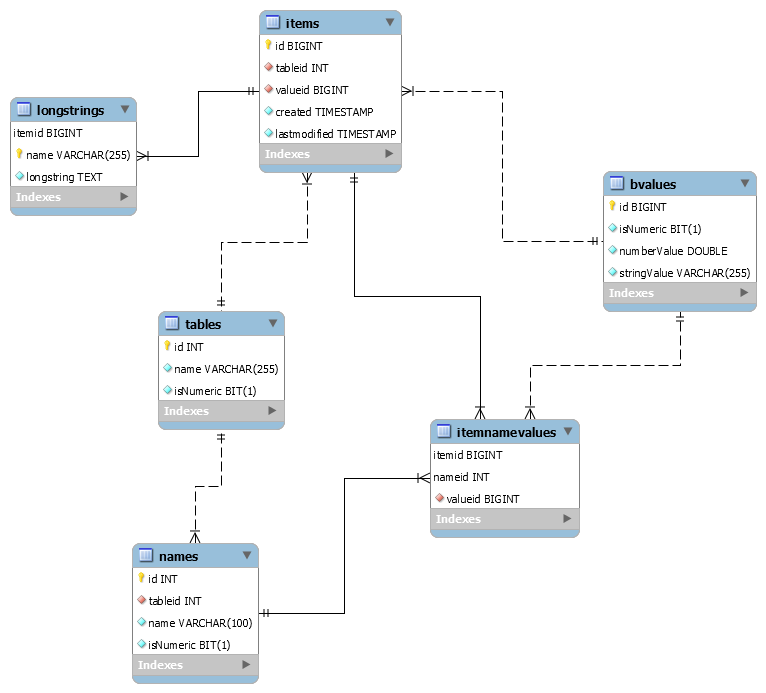 items
id BIGINT
tableid INT
valueid BIGINT
created TIMESTAMP
lastmodified TIMESTAMP
Indexes
longstrings
itemid BIGINT
name VARCHAR(255)
longstring TEXT
Indexes
bvalues
id BIGINT
isNumeric BIT(1)
numberValue DOUBLE
stringValue VARCHAR(255)
Indexes
tables
id INT
name VARCHAR(255)
isNumeric BIT(1)
Indexes
itemnamevalues
itemid BIGINT
nameid INT
valueid BIGINT
Indexes
names
id INT
tableid INT
name VARCHAR(100)
isNumeric BIT(1)
Indexes